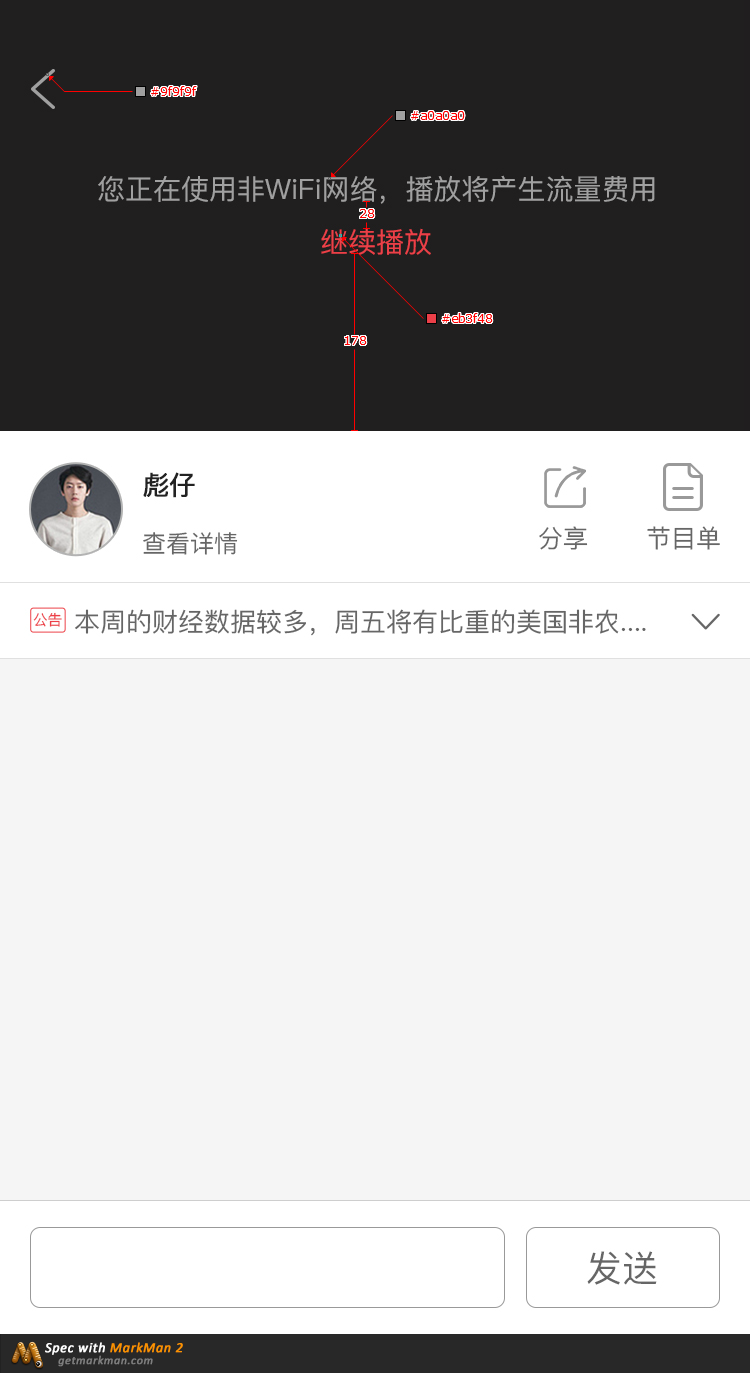 #9f9f9f
#a0a0a0
您正在使用非WiFi网络，播放将产生流量费用
28
继续播放
#eb3f48
178
彪仔
查看详情
分享
节目单
公告 本周的财经数据较多，周五将有比重的美国非农....
发送
Spec with MarkMan 2
getmarkman.com